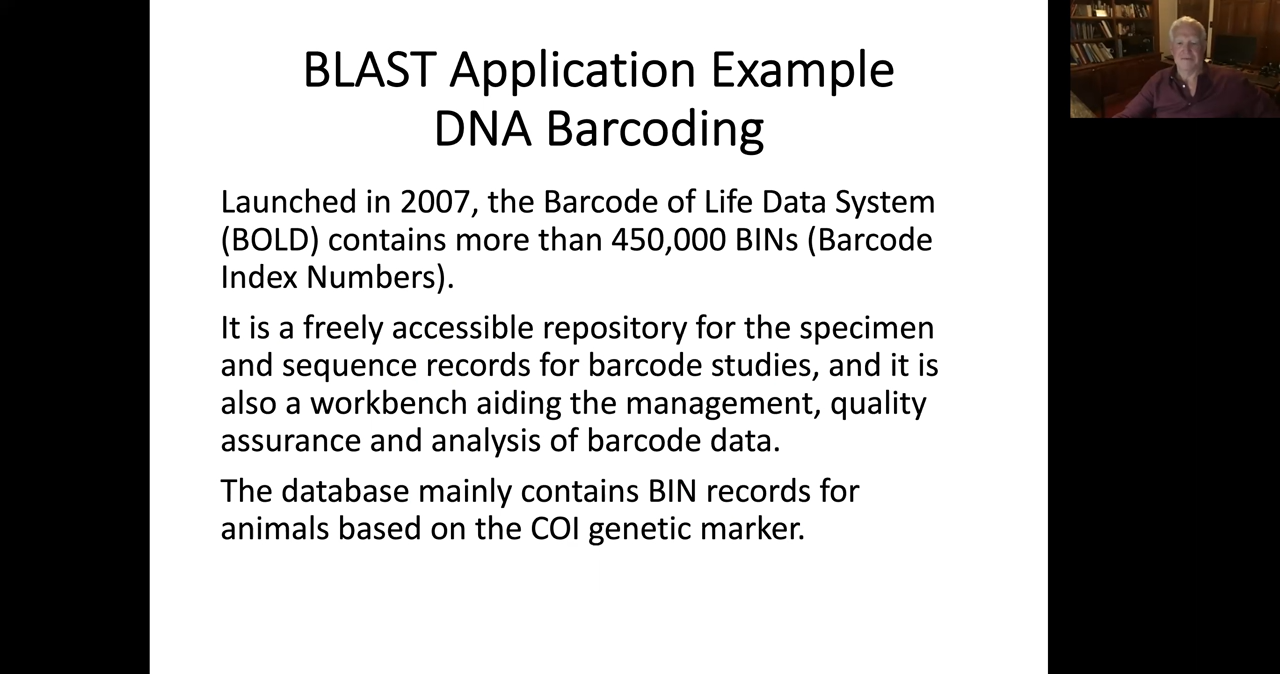 BLAST Application Example
DNA Barcoding
Launched in 2007, the Barcode of Life Data System
(BOLD) contains more than 450,000 BINs (Barcode
Index Numbers).
It is a freely accessible repository for the specimen
and sequence records for barcode studies, and it is
also a workbench aiding the management, quality
assurance and analysis of barcode data.
The database mainly contains BIN records for
animals based on the COI genetic marker.